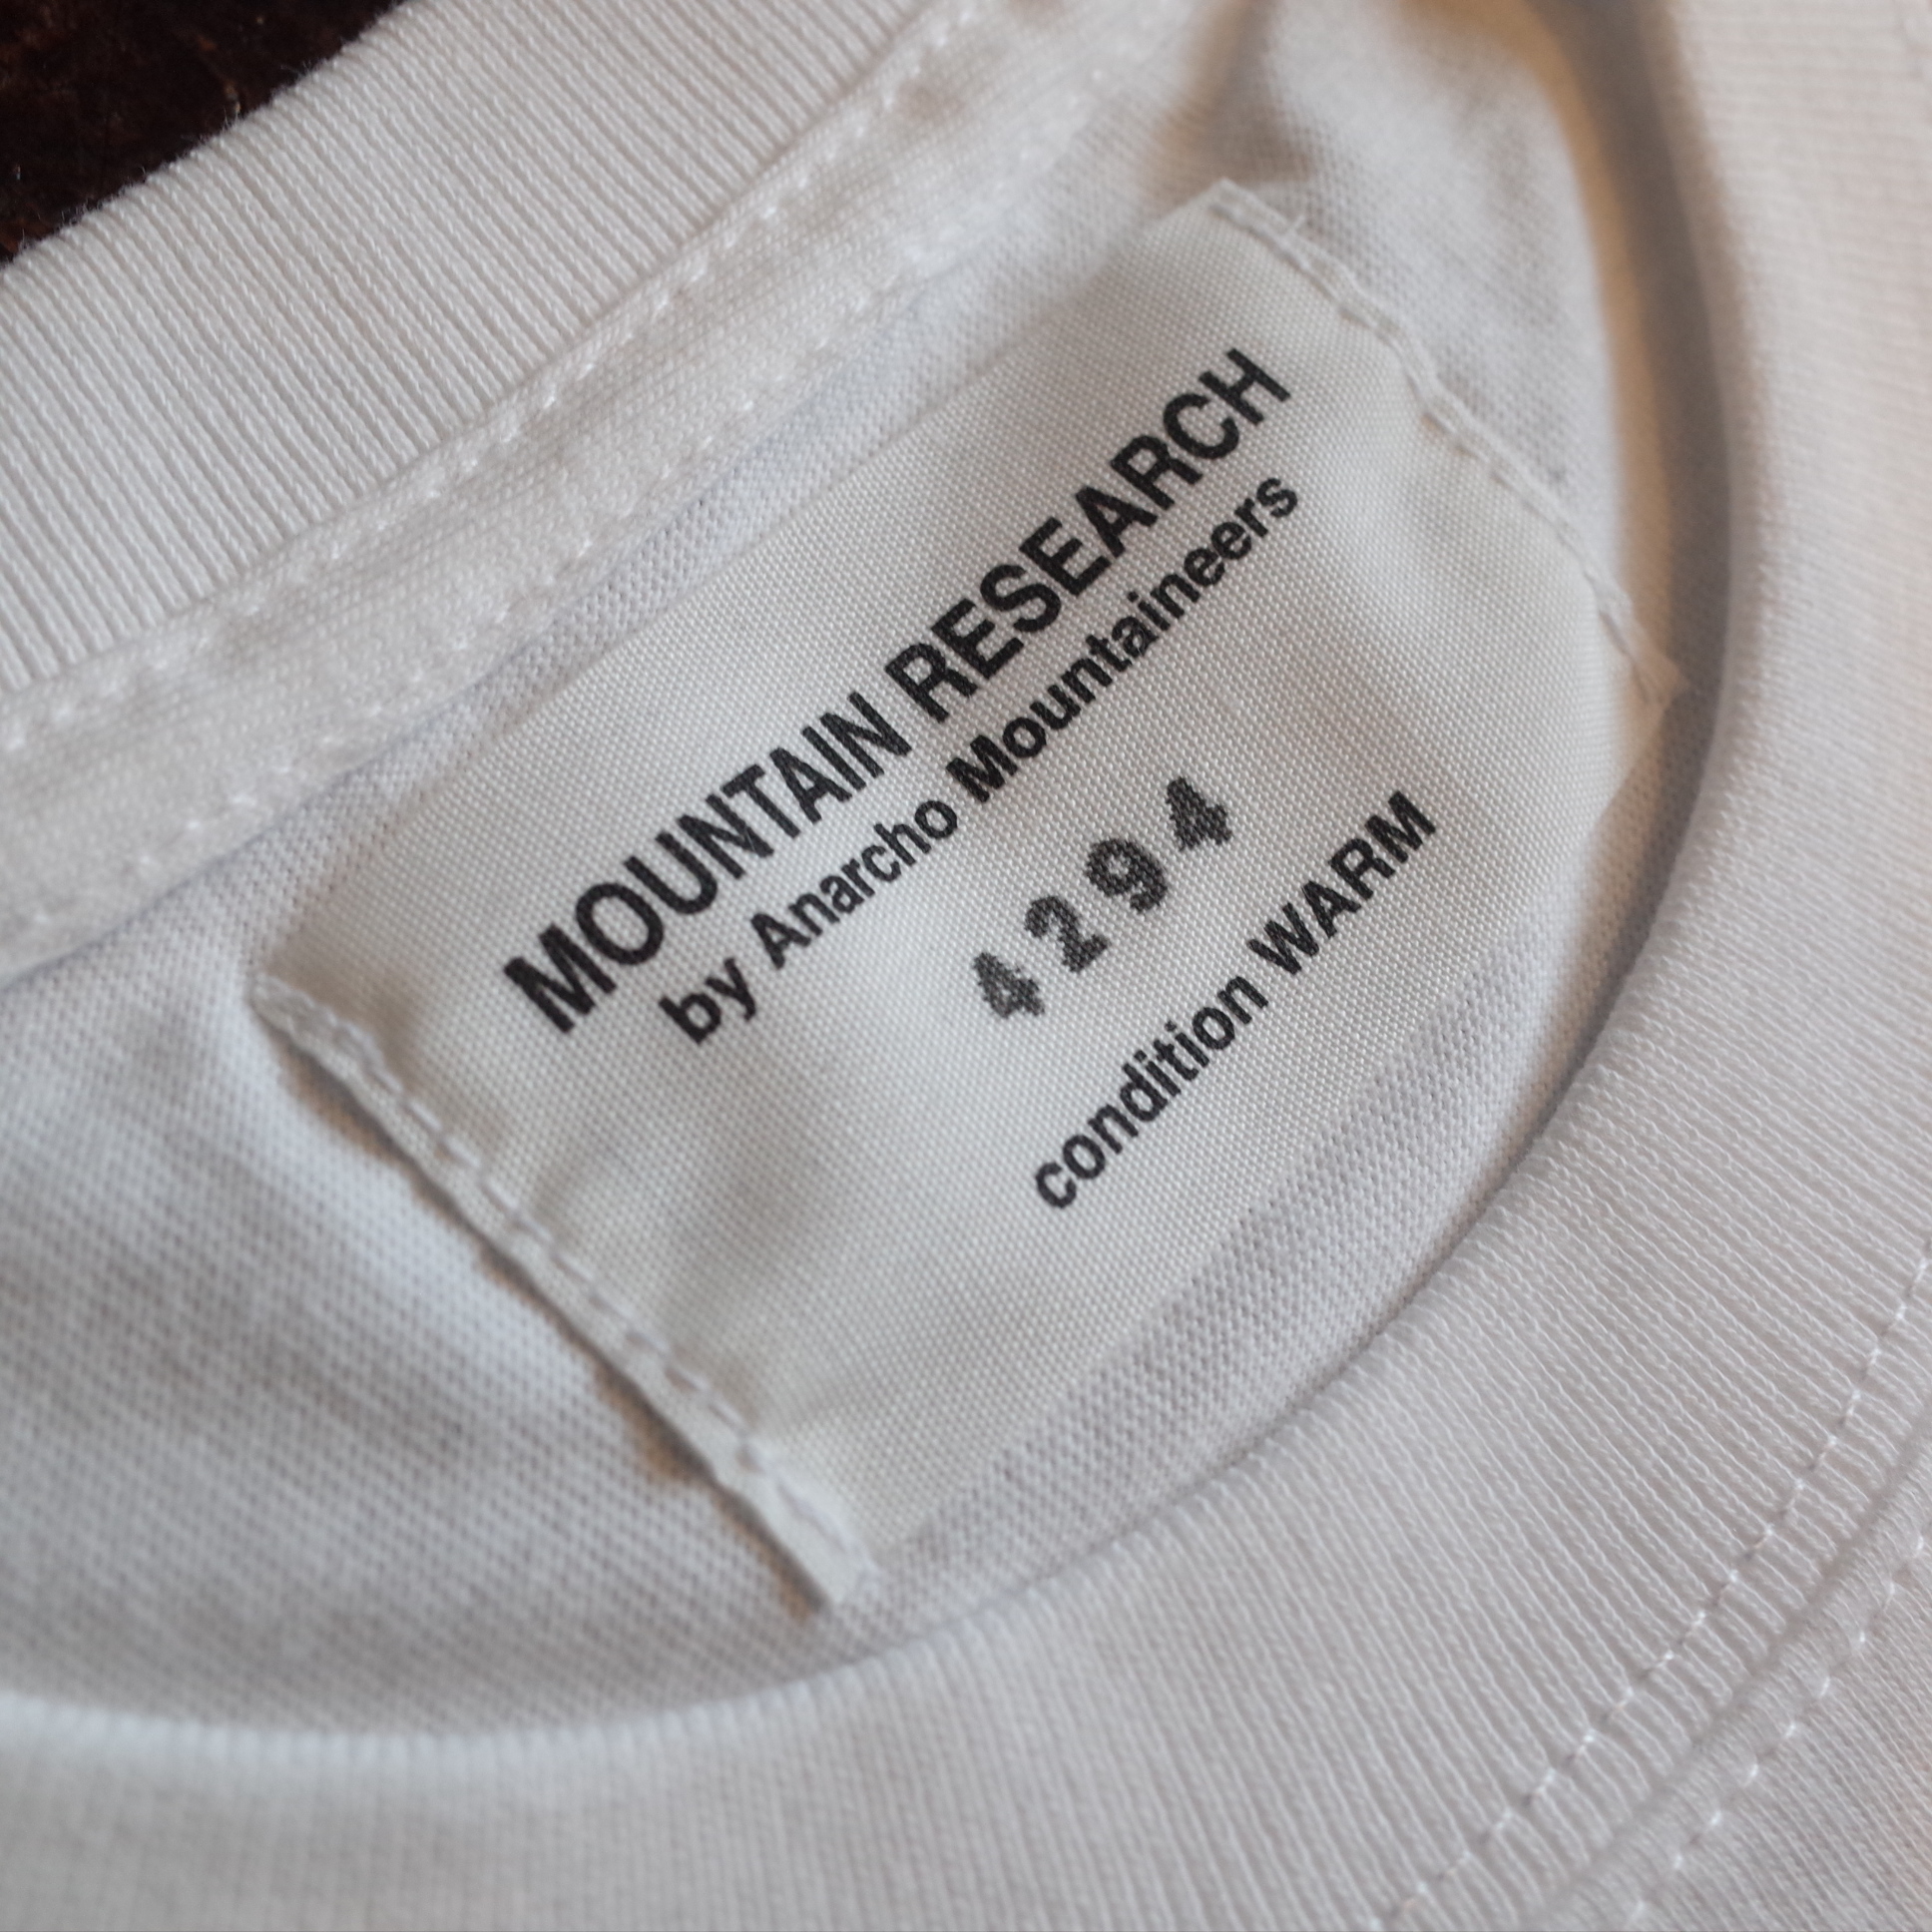 MOUNTAIN RESEARCH
by Anarcho Mountaineers
4294
condition WARM